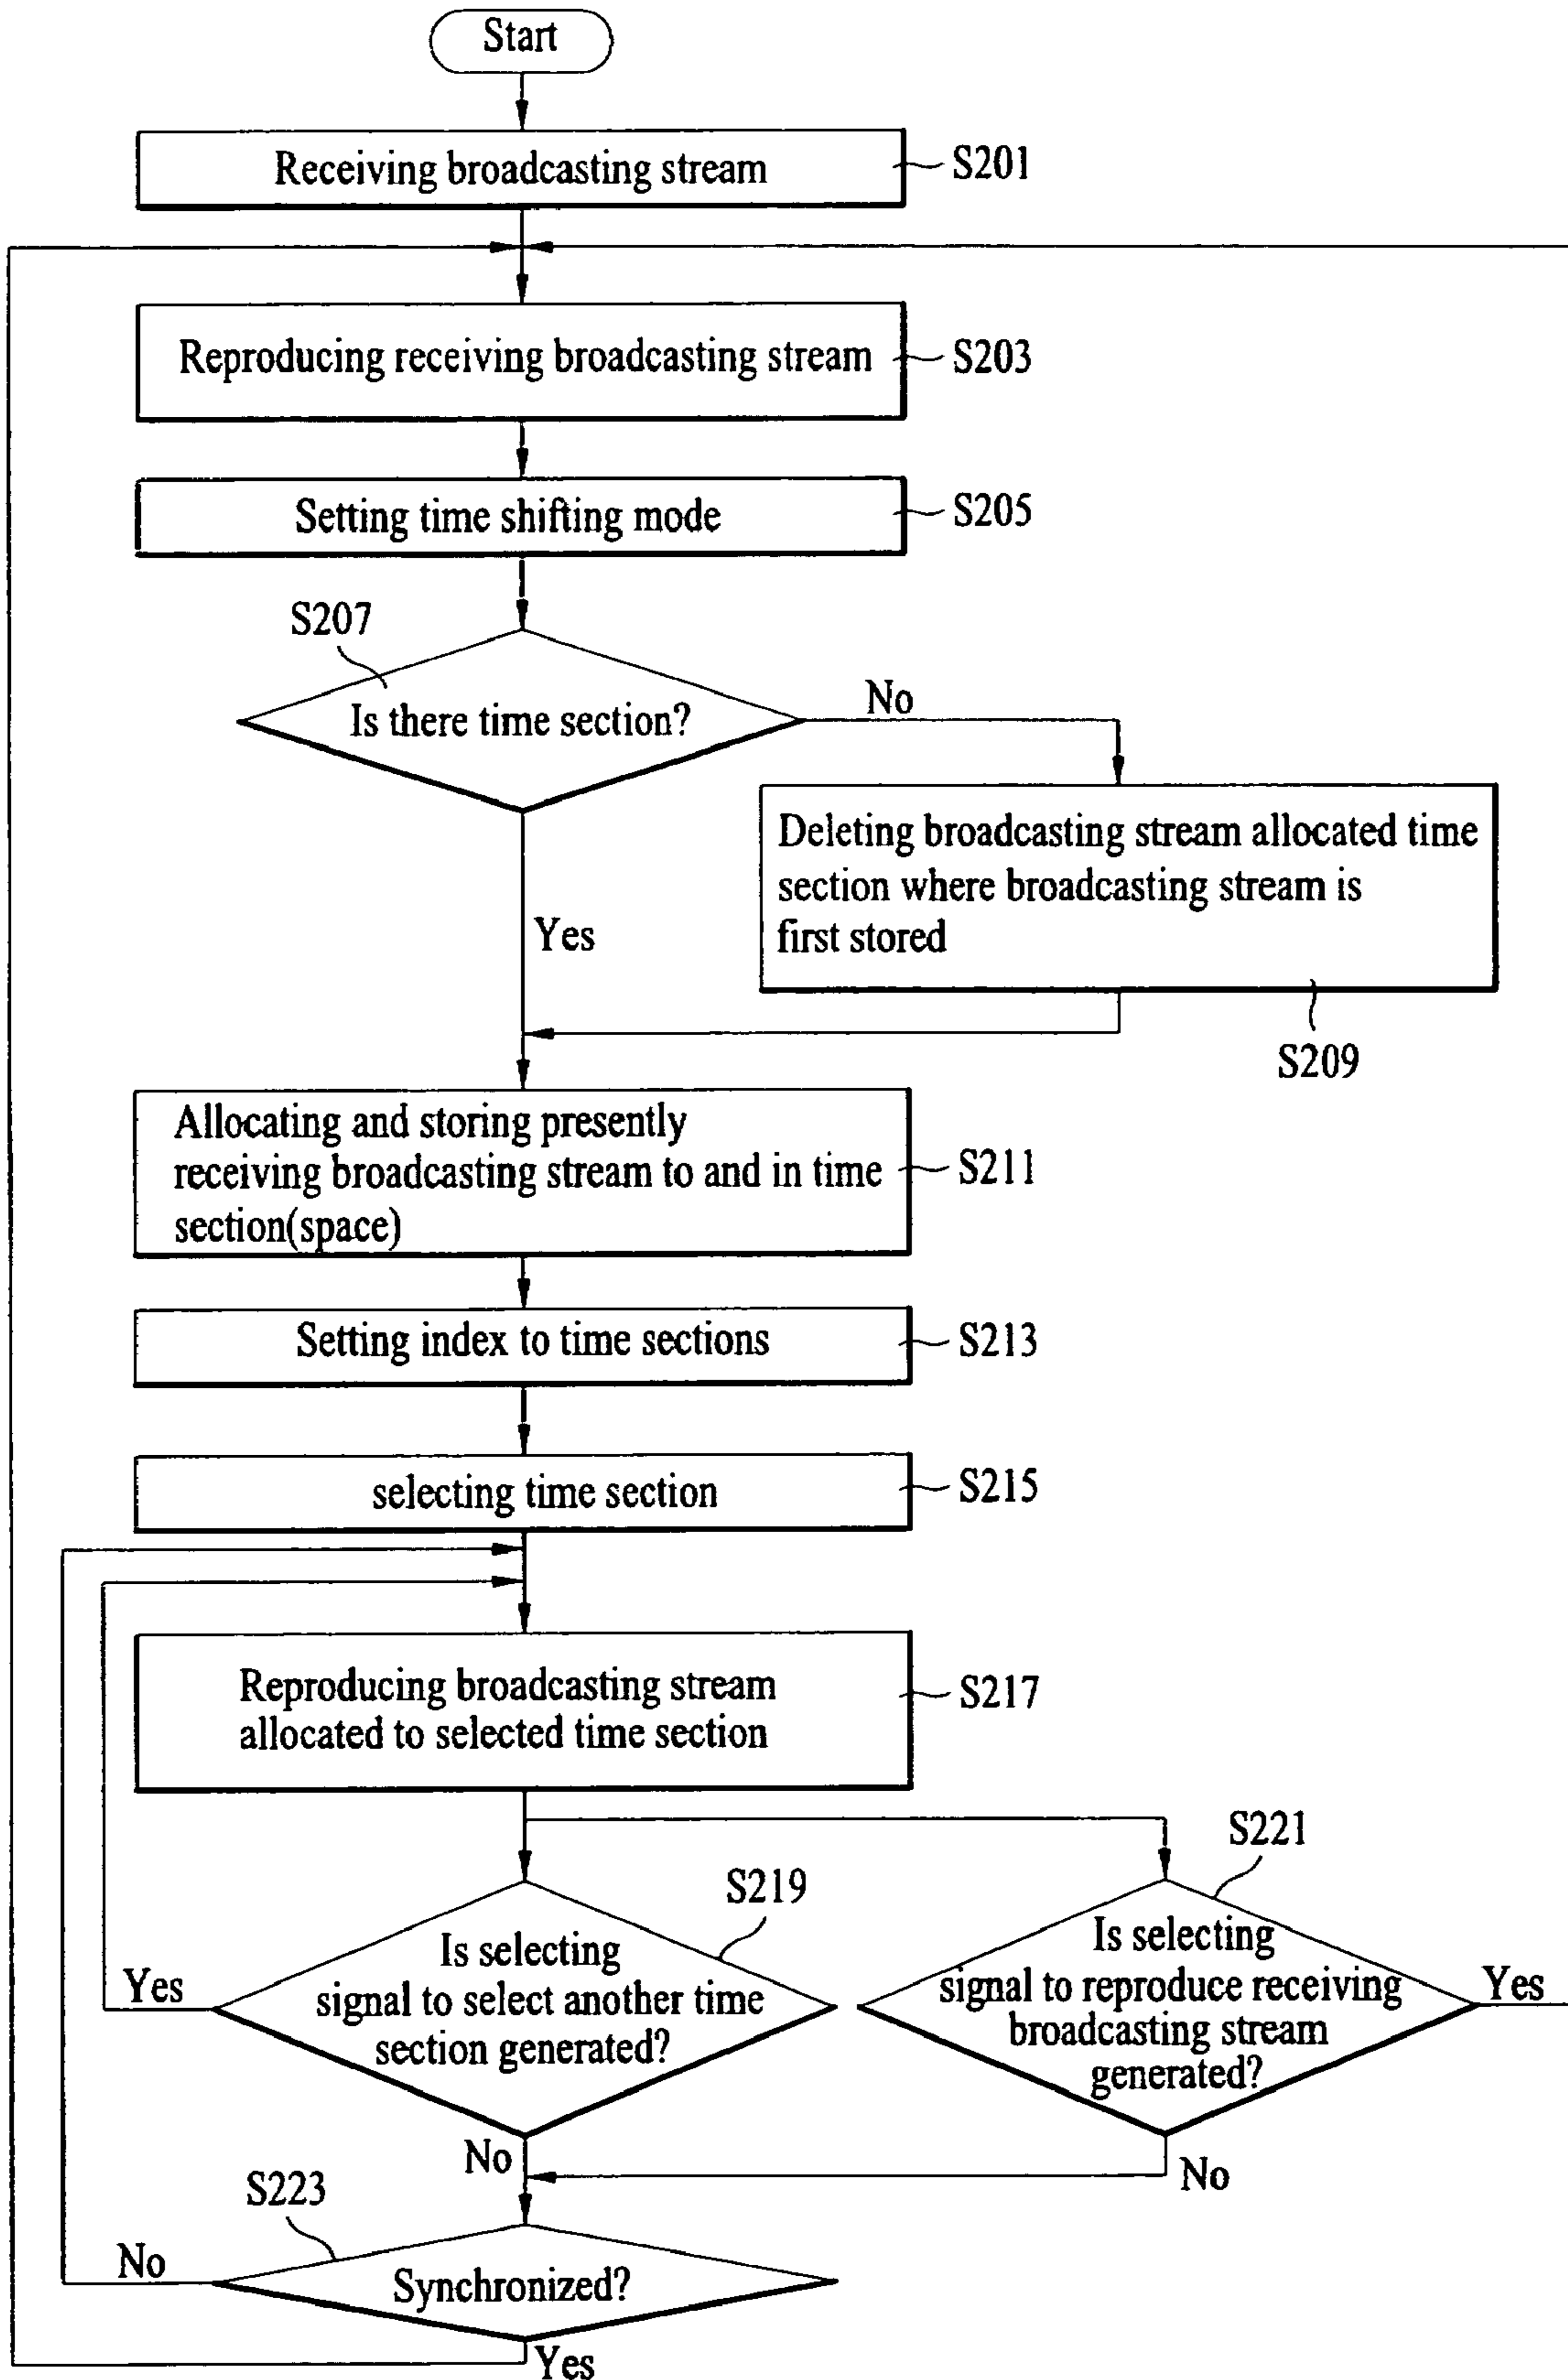 Start
Receiving broadcasting stream
S201
Reproducing receiving broadcasting stream
S203
Setting time shifting mode
S205
S207
Is there time section?
No
Deleting broadcasting stream allocated time
section where broadcasting stream is
first stored
Yes
S209
Allocating and storing presently
receiving broadcasting stream to and in time
section(space)
S211
Setting index to time sections
S213
selecting time section
S215
Reproducing broadcasting stream
allocated to selected time section
S217
S219
Is selecting
signal to select another time
section generated?
Yes
No
S221
Is selecting
signal to reproduce receiving
broadcasting stream
generated?
Yes
No
S223
Synchronized?
No
Yes